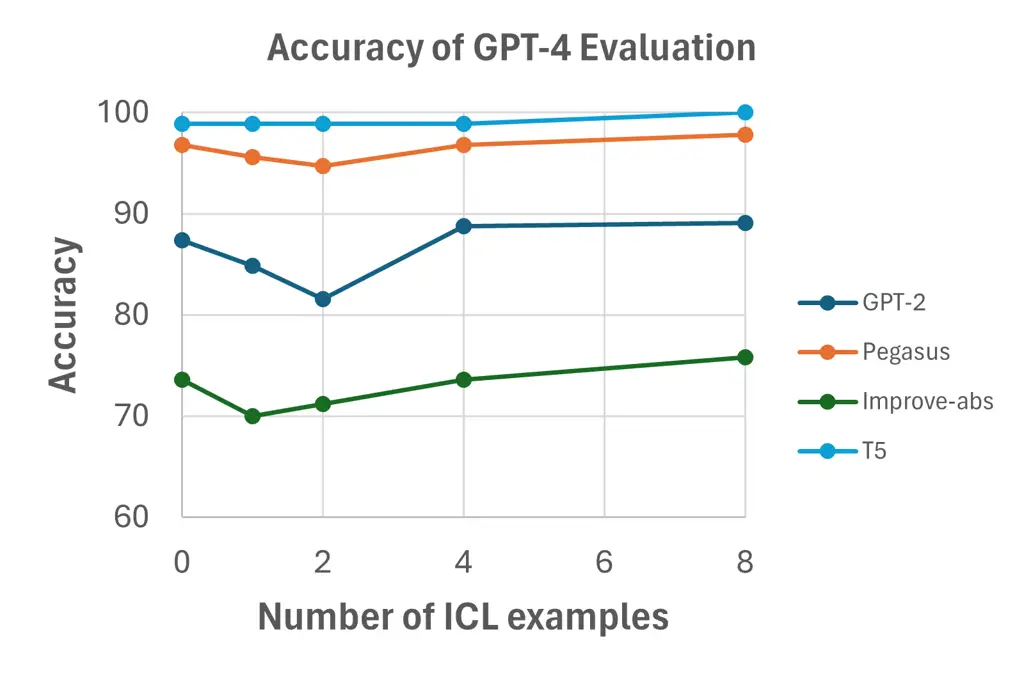 Accuracy of GPT-4 Evaluation
100
90
80
70
60
Accuracy
0 2 4 6 8
Number of ICL examples
GPT-2
Pegasus
Improve-abs
T5